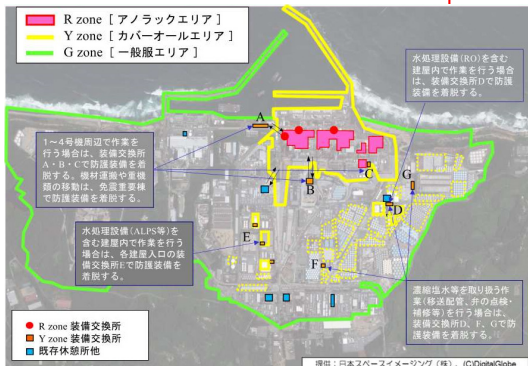 R zone [ アノラックエリア ]
Y zone [ カバーオールエリア ]
G zone [ 一般服エリア ]
水処理設備(RO)を含む
建屋内で作業を行う場合
は、装備交換所Dで防護
装備を着脱する。
A
1～4号機周辺で作業を
行う場合は、装備交換所
A・B・Cで防護装備を着
脱する。機材運搬や重機
類の移動は、免震重要棟
で防護装備を着脱する。
B
C
G
D
水処理設備(ALPS等)を
含む建屋内で作業を行う
場合は、各建屋入口の装
備交換所Eで防護装備を
着脱する。
E
F
濃縮塩水等を取り扱う作
業(移送配管、弁の点検・
補修等)を行う場合は、
装備交換所D、F、Gで防
護装備を着脱する。
R zone 装備交換所
Y zone 装備交換所
既存休憩所他
提供：日本スペースイメージング（株）、(C)DigitalGlobe